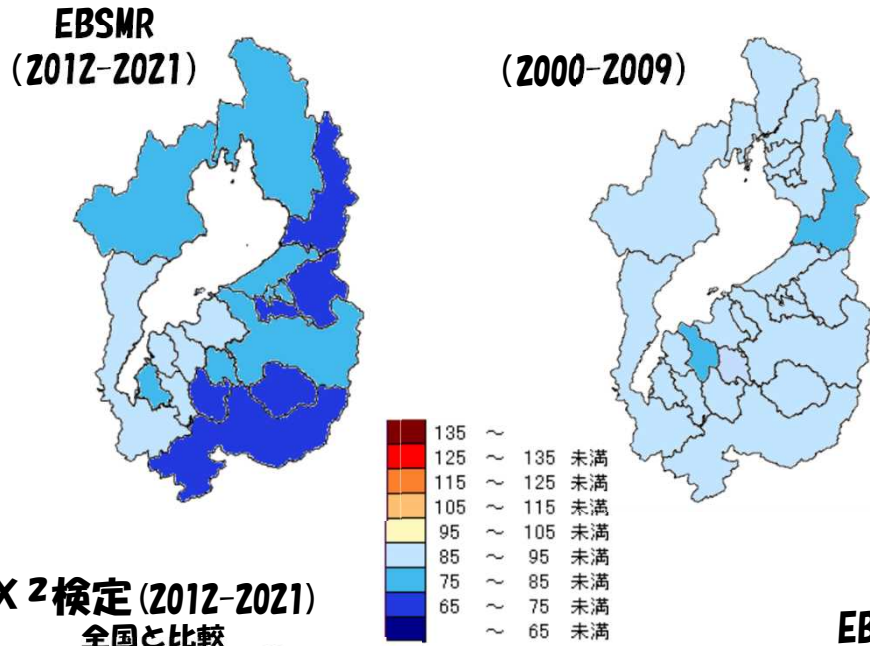 EBSMR
(2012-2021)
(2000-2009)
135 ～
125 ～ 135 未満
115 ～ 125 未満
105 ～ 115 未満
95 ～ 105 未満
85 ～ 95 未満
75 ～ 85 未満
65 ～ 75 未満
～ 65 未満
X²検定(2012-2021)
全国と比較
EB